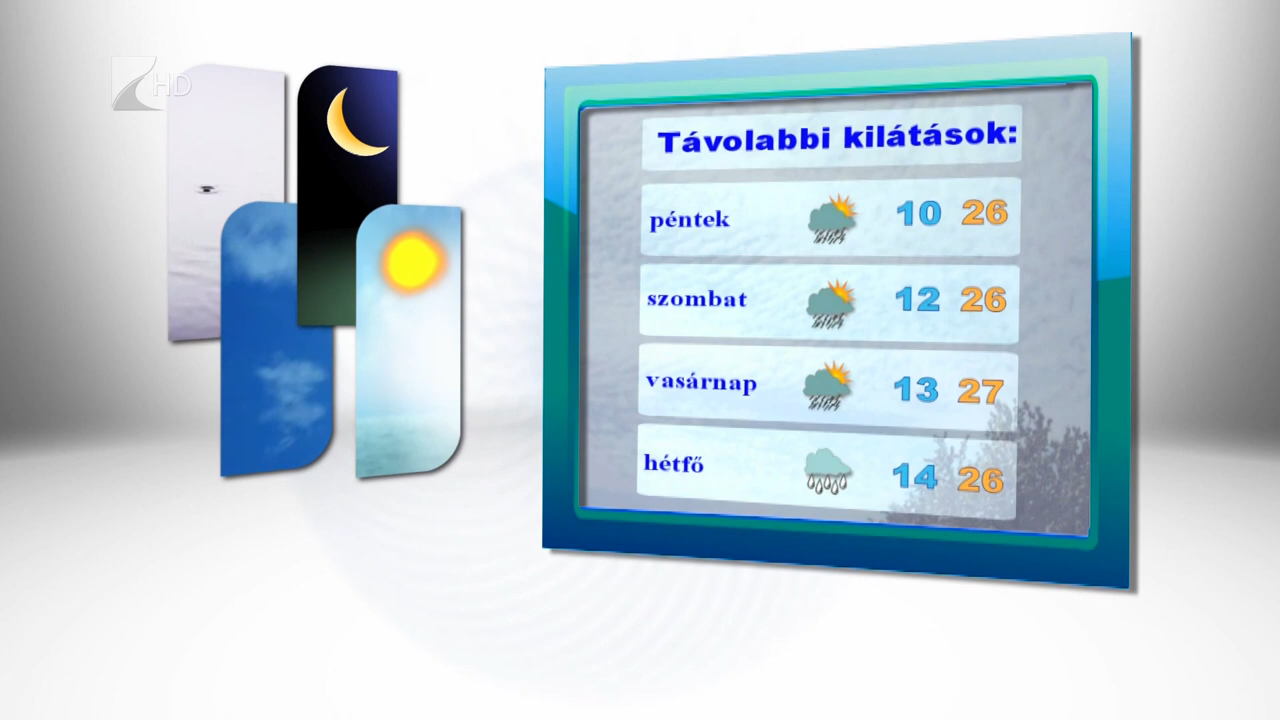 HD
Távolabbi kilátások:
péntek 10 26
szombat 12 26
vasárnap 13 27
hétfő 14 26